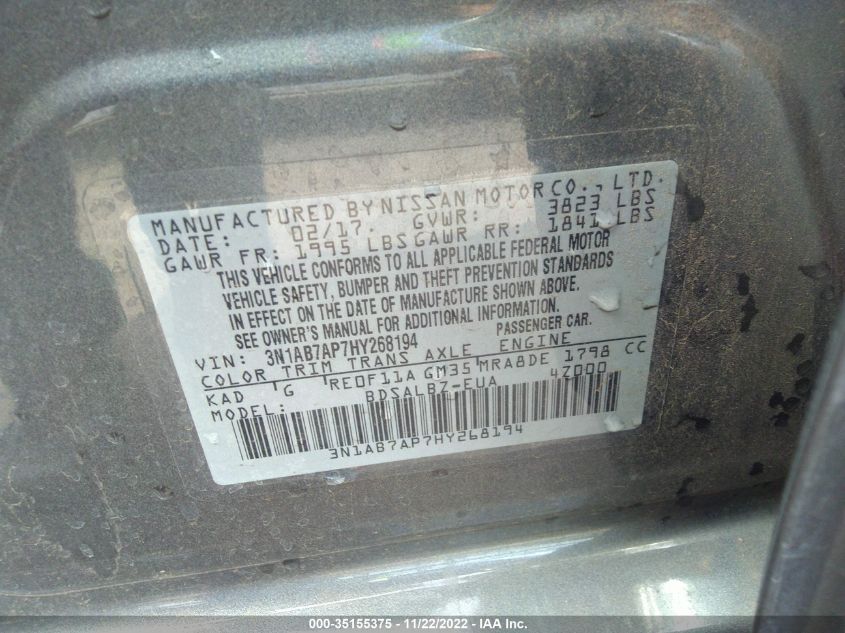 MANUFACTURED BY NISSAN MOTOR CO., LTD.
DATE: 02/17. GVWR: 3823 LBS
GAWR FR. 1995 LBS GAWR RR: 1841 LBS
THIS VEHICLE CONFORMS TO ALL APPLICABLE FEDERAL MOTOR
VEHICLE SAFETY, BUMPER AND THEFT PREVENTION STANDARDS
IN EFFECT ON THE DATE OF MANUFACTURE SHOWN ABOVE.
SEE OWNER'S MANUAL FOR ADDITIONAL INFORMATION.
VIN: 3N1AB7AP7HY268194 PASSENGER CAR.
COLOR TRIM TRANS AXLE ENGINE
KAD G RE0F11A GM35 MRA8DE 1798 CC
MODEL: BDSALBZ-EUA 4Z000
3N1AB7AP7HY268194
000-35155375 - 11/22/2022 - IAA Inc.